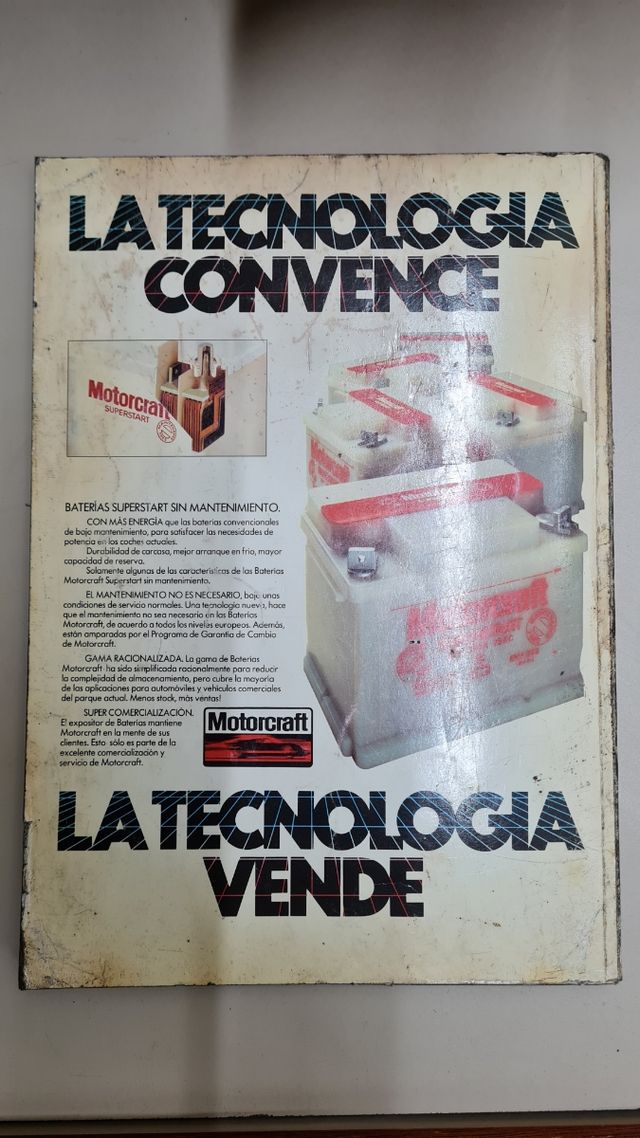 LA TECNOLOGIA
CONVENCE
Motorcraft
SUPERSTART
BATERÍAS SUPERSTART SIN MANTENIMIENTO.
CON MÁS ENERGÍA que las baterias convencionales
de bajo mantenimiento, para satisfacer las necesidades de
potencia en los coches actuales.
Durabilidad de carcasa, mejor arranque en frio, mayor
capacidad de reserva.
Solamente algunas de las características de las Baterías
Motorcraft Superstart sin mantenimiento.
EL MANTENIMIENTO NO ES NECESARIO, bajo unas
condiciones de servicio normales. Una tecnología nueva, hace
que el mantenimiento no sea necesario en las Baterías
Motorcraft, de acuerdo a todos los niveles europeos. Además,
están amparadas por el Programa de Garantía de Cambio
de Motorcraft.
GAMA RACIONALIZADA. La gama de Baterías
Motorcraft ha sido simplificada racionalmente para reducir
la complejidad de almacenamiento, pero cubre la mayoría
de las aplicaciones para automóviles y vehículos comerciales
del parque actual. Menos stock, más ventas!
SUPER COMERCIALIZACIÓN.
El expositor de Baterías mantiene
Motorcraft en la mente de sus
clientes. Esto sólo es parte de la
excelente comercialización y
servicio de Motorcraft.
Motorcraft
LA TECNOLOGIA
VENDE